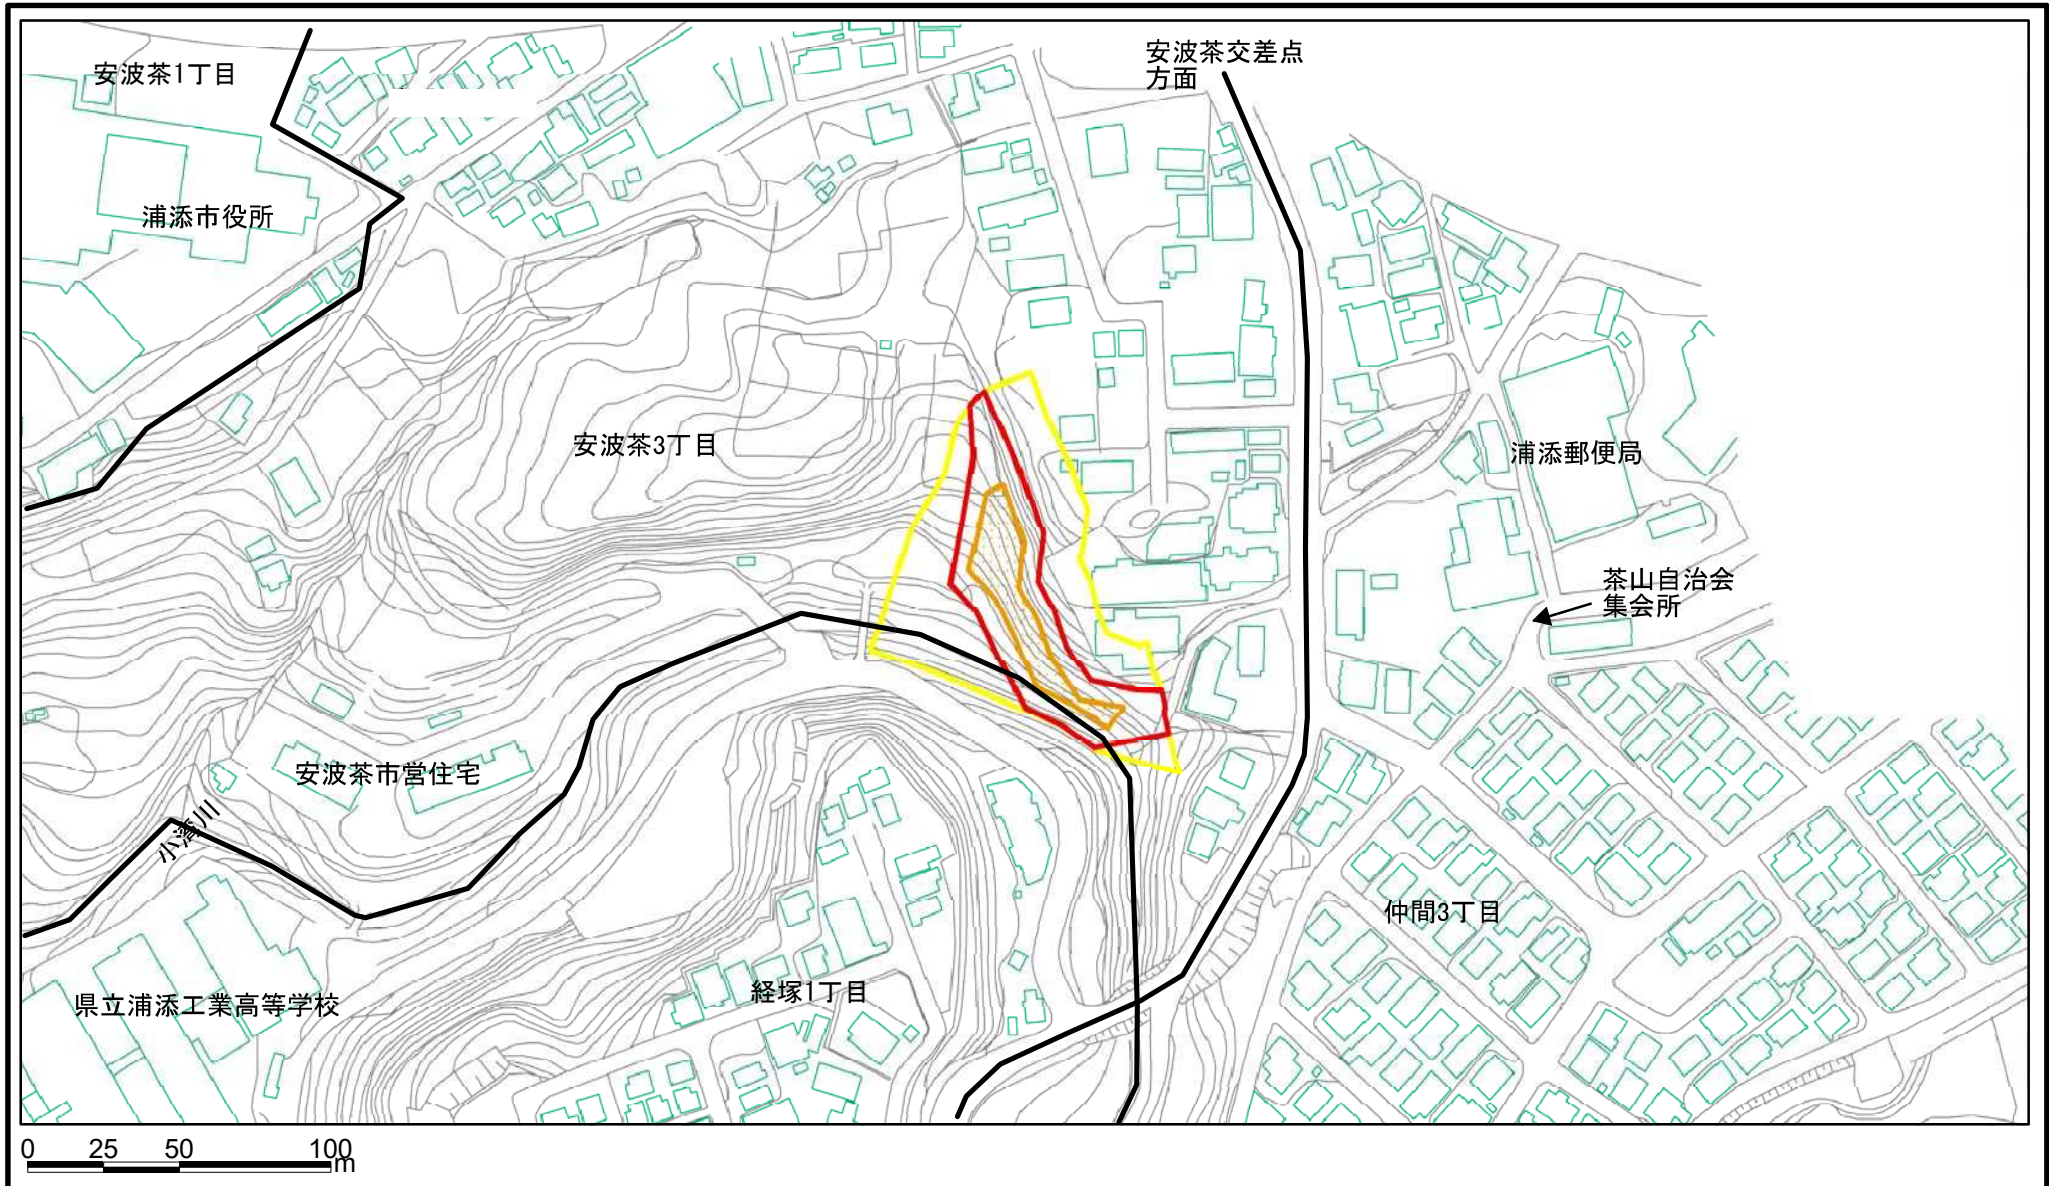 安波茶1丁目
安波茶交差点
方面
浦添市役所
安波茶3丁目
浦添郵便局
茶山自治会
集会所
安波茶市営住宅
小湾川
仲間3丁目
経塚1丁目
県立浦添工業高等学校
0 25 50 100
m